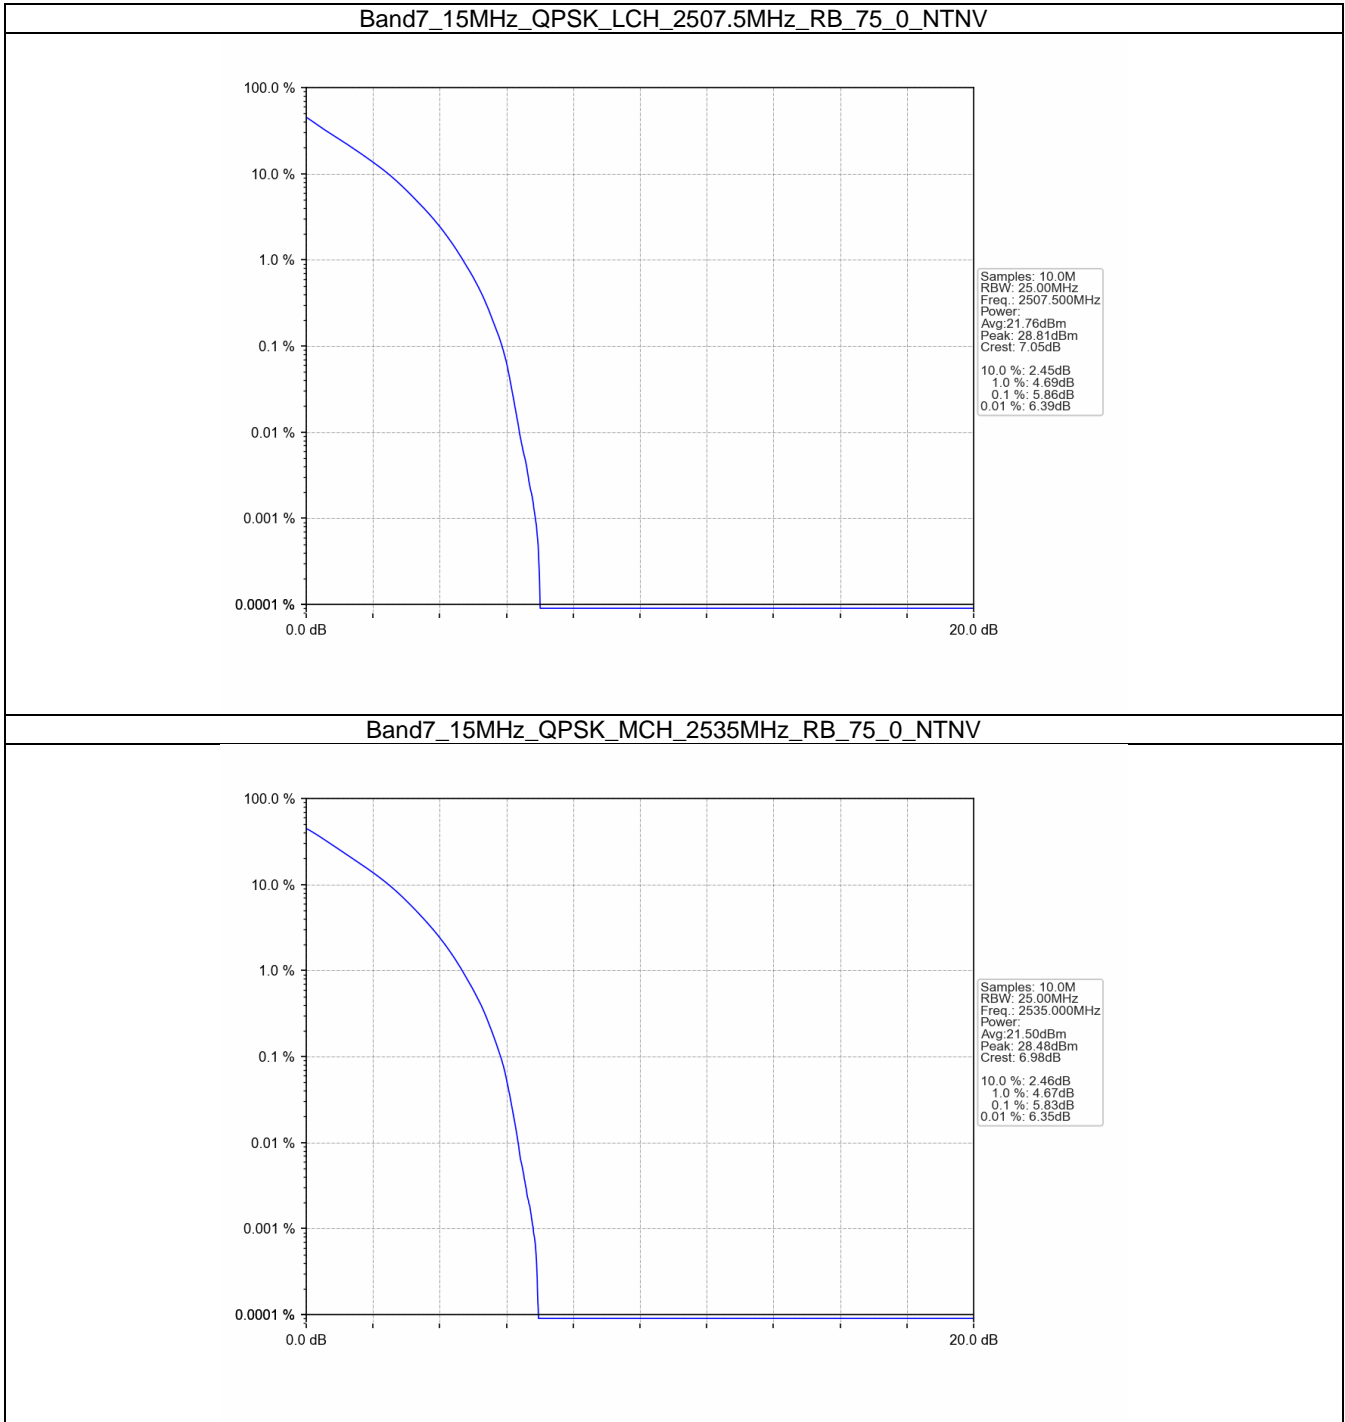 Band7_15MHz_QPSK_LCH_2507.5MHz_RB_75_0_NTNV
100.0 %
10.0 %
1.0 %
0.1 %
0.01 %
0.001 %
0.0001 %
0.0 dB
20.0 dB
Samples: 10.0M
RBW: 25.00MHz
Freq.: 2507.500MHz
Power:
Avg:21.76dBm
Peak: 28.81dBm
Crest: 7.05dB
10.0 %: 2.45dB
1.0 %: 4.69dB
0.1 %: 5.86dB
0.01 %: 6.39dB
Band7_15MHz_QPSK_MCH_2535MHz_RB_75_0_NTNV
100.0 %
10.0 %
1.0 %
0.1 %
0.01 %
0.001 %
0.0001 %
0.0 dB
20.0 dB
Samples: 10.0M
RBW: 25.00MHz
Freq.: 2535.000MHz
Power:
Avg:21.50dBm
Peak: 28.48dBm
Crest: 6.98dB
10.0 %: 2.46dB
1.0 %: 4.67dB
0.1 %: 5.83dB
0.01 %: 6.35dB